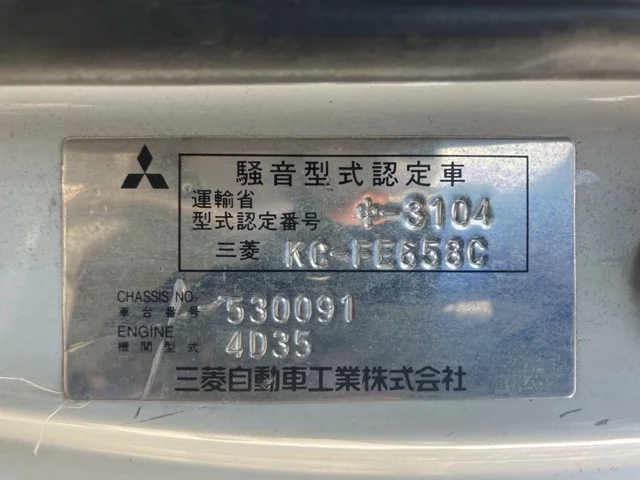 騒音型式認定車
運輸省
型式認定番号 中-3104
三菱 KC-FE658C
CHASSIS NO.
車台番号 530091
ENGINE
機関型式 4D35
三菱自動車工業株式会社